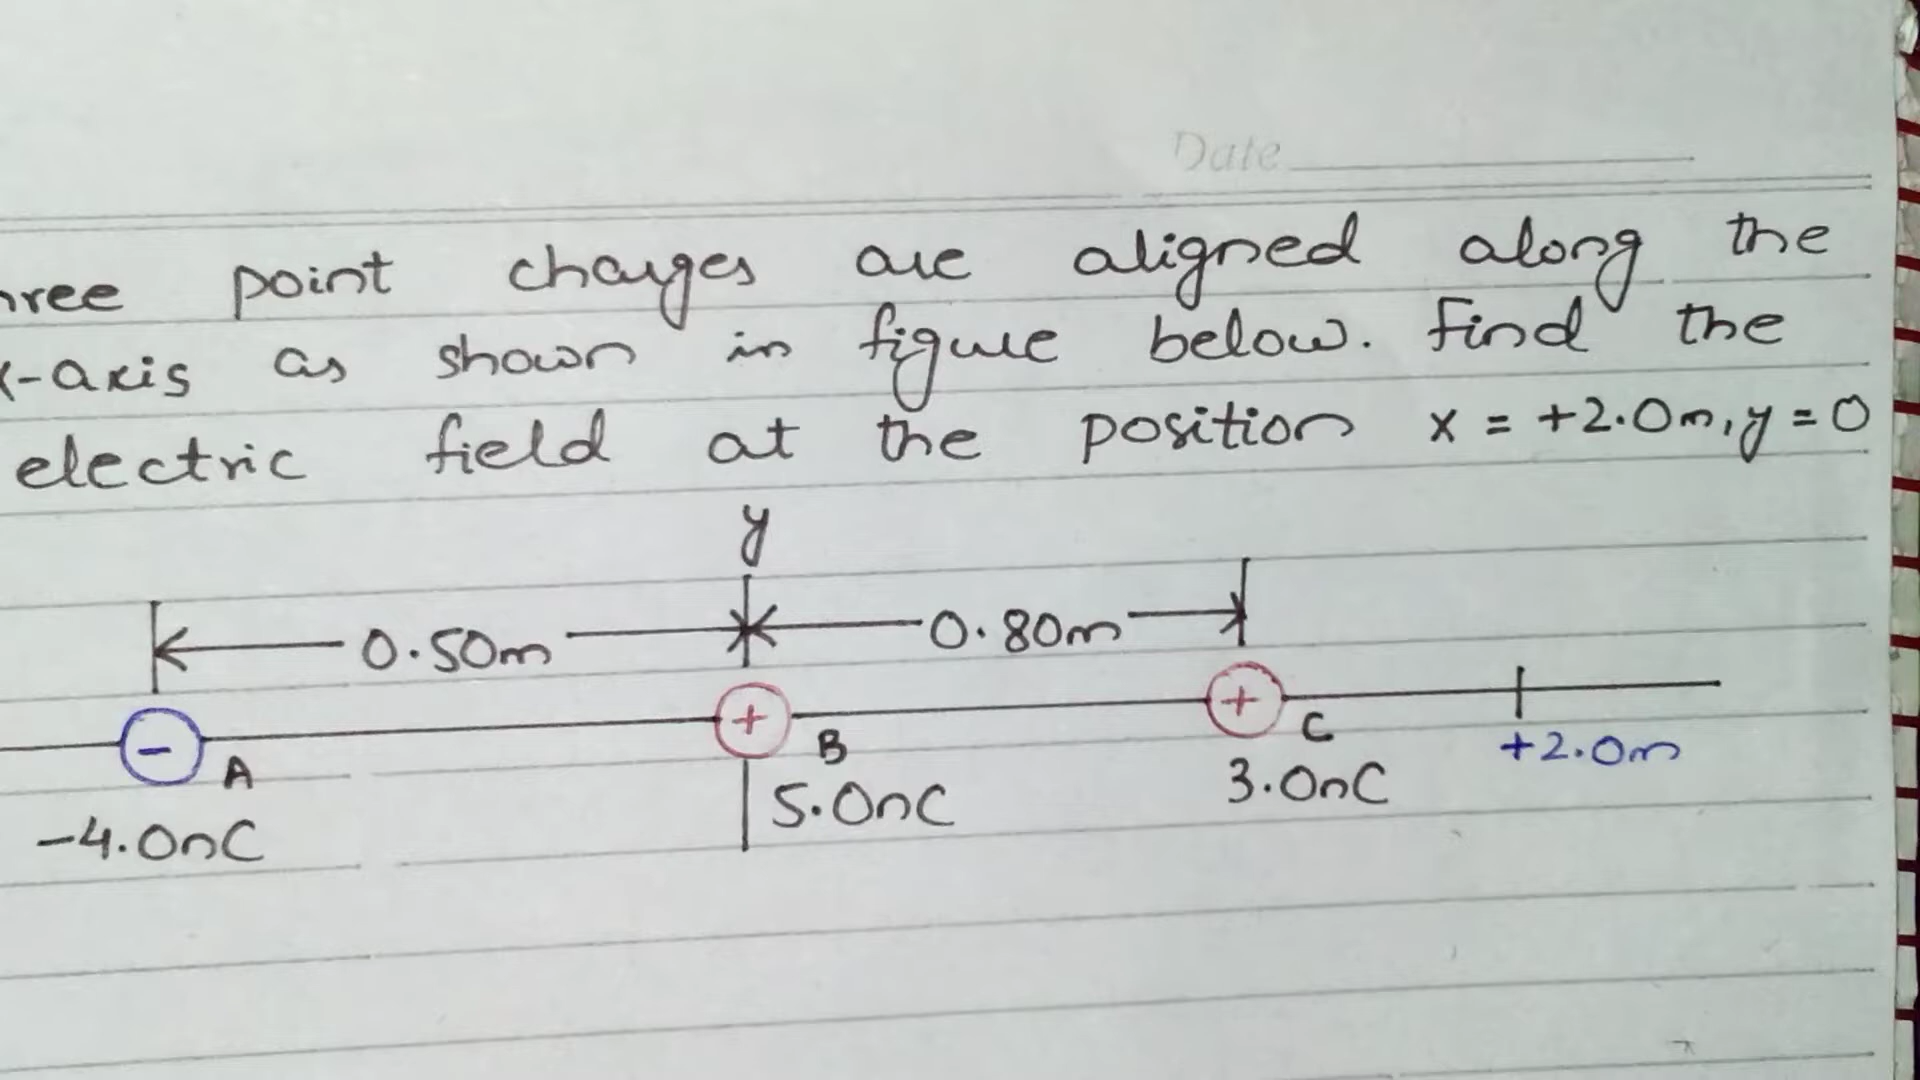 Date
hree point charges are aligned along the
x-axis as shown in figure below. Find the
electric field at the position x = +2.0m, y = 0
y
0.50m 0.80m
- A + B + C
+2.0m
-4.0nC 5.0nC 3.0nC